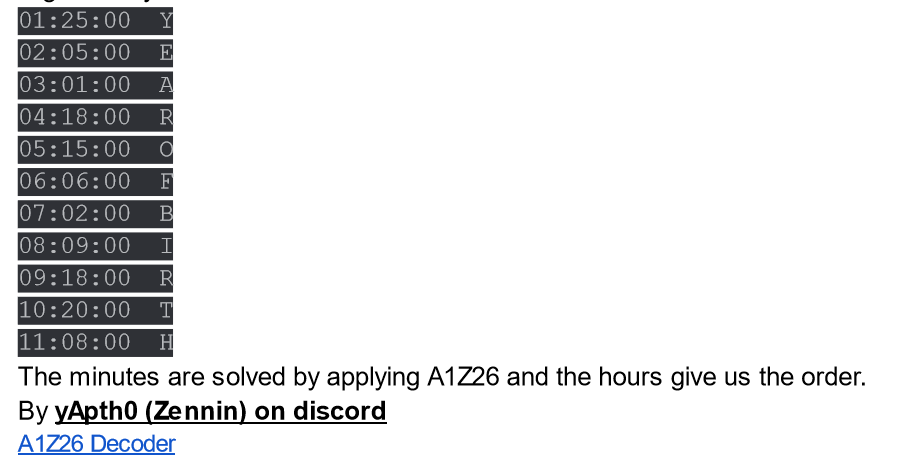 01:25:00 Y
02:05:00 E
03:01:00 A
04:18:00 R
05:15:00 O
06:06:00 F
07:02:00 B
08:09:00 I
09:18:00 R
10:20:00 T
11:08:00 H
The minutes are solved by applying A1Z26 and the hours give us the order.
By yApth0 (Zennin) on discord
A1Z26 Decoder